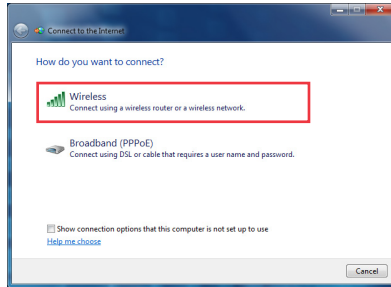 Connect to the Internet
How do you want to connect?
Wireless
Connect using a wireless router or a wireless network.
Broadband (PPPoE)
Connect using DSL or cable that requires a user name and password.
Show connection options that this computer is not set up to use
Help me choose
Cancel